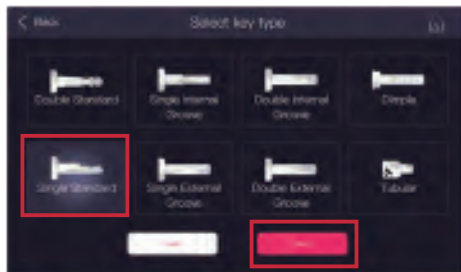 Back
Select key type
Double Standard
Single Internal
Groove
Double Internal
Groove
Dimple
Single Standard
Single External
Groove
Double External
Groove
Tubular